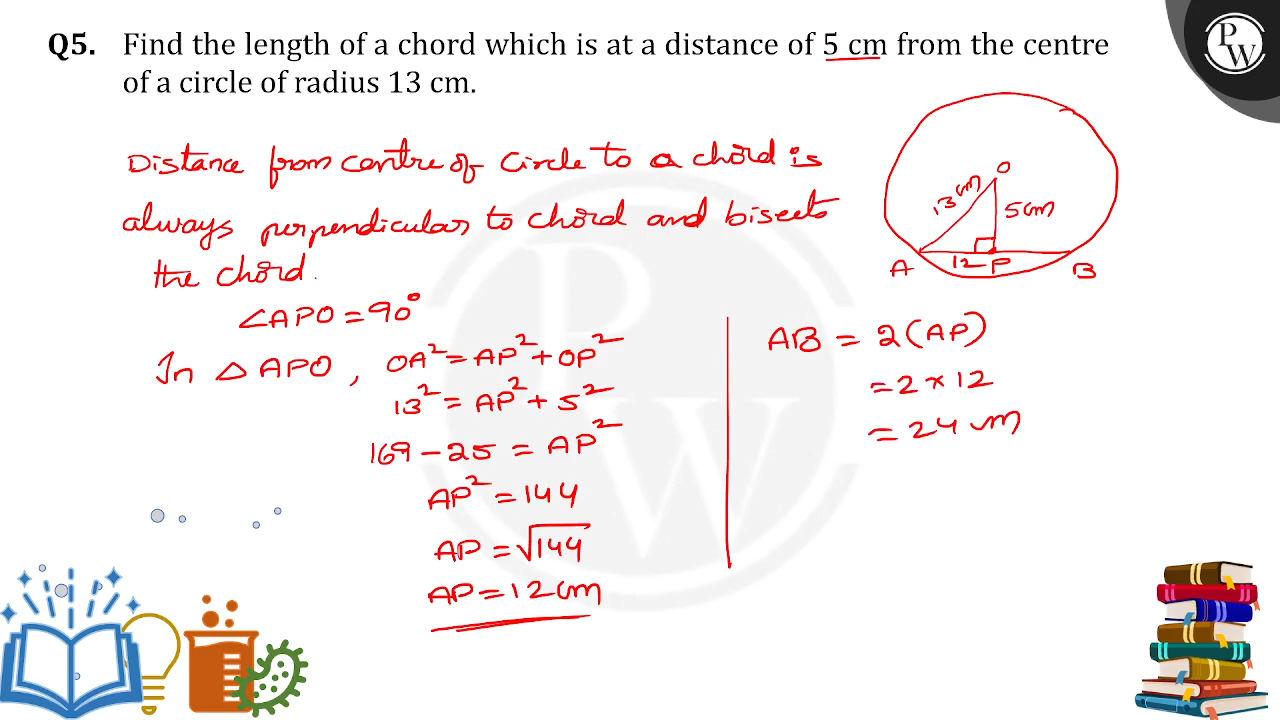 Q5. Find the length of a chord which is at a distance of 5 cm from the centre
of a circle of radius 13 cm.
Distance from centre of circle to a chord is
always perpendicular to chord and bisects
the chord.
∠APO = 90°
In △ APO, OA² = AP² + OP²
13² = AP² + 5²
169 - 25 = AP²
AP² = 144
AP = √144
AP = 12 cm
AB = 2(AP)
= 2 × 12
= 24 cm
O
13 cm
5 cm
A
12
P
B
PW
PW